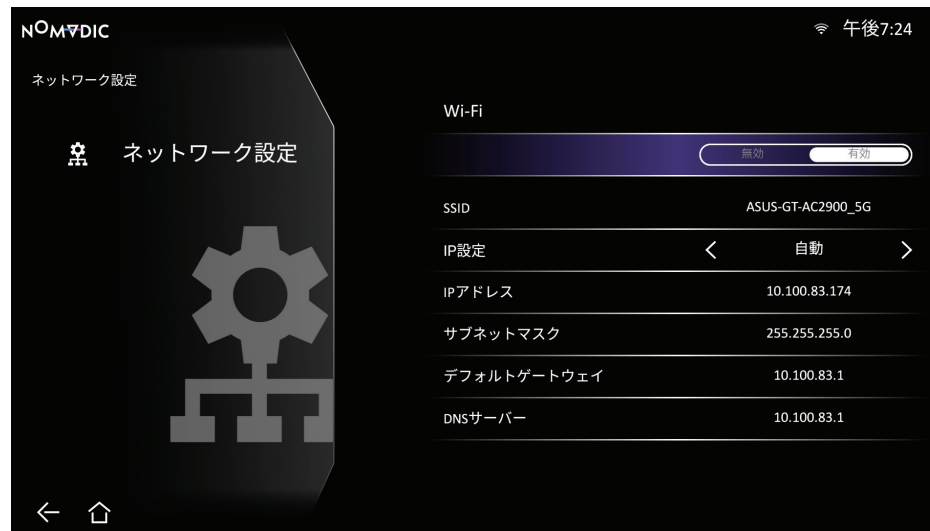 NOMADIC
午後7:24
ネットワーク設定
ネットワーク設定
Wi-Fi
無効 有効
SSID ASUS-GT-AC2900_5G
IP設定 自動
IPアドレス 10.100.83.174
サブネットマスク 255.255.255.0
デフォルトゲートウェイ 10.100.83.1
DNSサーバー 10.100.83.1